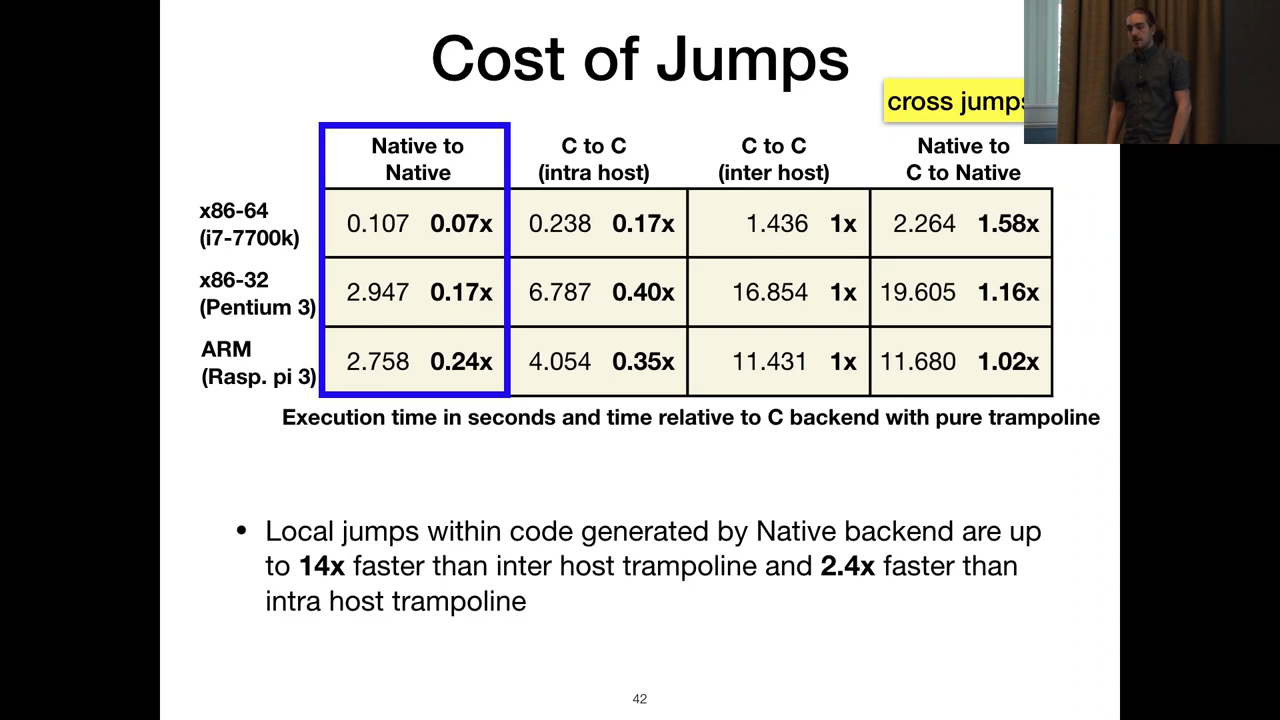 Cost of Jumps
cross jumps
Native to Native
C to C (intra host)
C to C (inter host)
Native to C to Native
x86-64 (i7-7700k)
0.107 0.07x 0.238 0.17x 1.436 1x 2.264 1.58x
x86-32 (Pentium 3)
2.947 0.17x 6.787 0.40x 16.854 1x 19.605 1.16x
ARM (Rasp. pi 3)
2.758 0.24x 4.054 0.35x 11.431 1x 11.680 1.02x
Execution time in seconds and time relative to C backend with pure trampoline
• Local jumps within code generated by Native backend are up
to 14x faster than inter host trampoline and 2.4x faster than
intra host trampoline
42